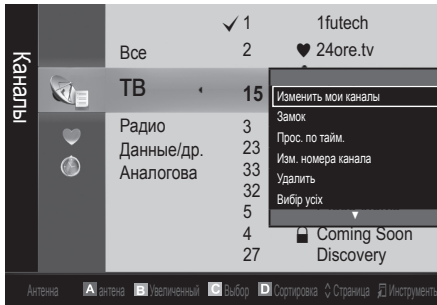 Каналы
✓ 1 1futech
Все 2 ♥ 24ore.tv
ТВ 15
Изменить мои каналы
Замок
Прос. по тайм.
Изм. номера канала
Удалить
Вибір усіх
▼
Радио 3
Данные/др. 23
Аналогова 33
32
5
4 Coming Soon
27 Discovery
Антенна A антена B Увеличенный C Выбор D Сортировка Страница Инструменты